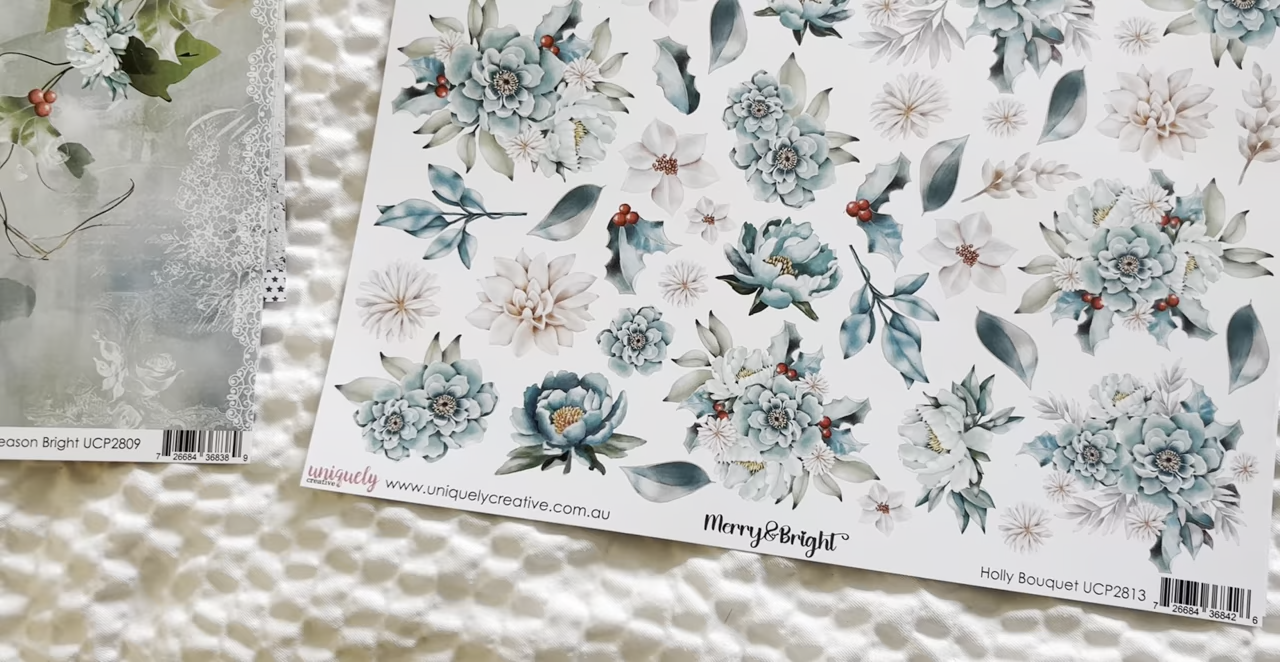 eason Bright UCP2809
7 26684 36838 9
uniquely
creative
www.uniquelycreative.com.au
Merry&Bright
Holly Bouquet UCP2813
7 26684 36842 6